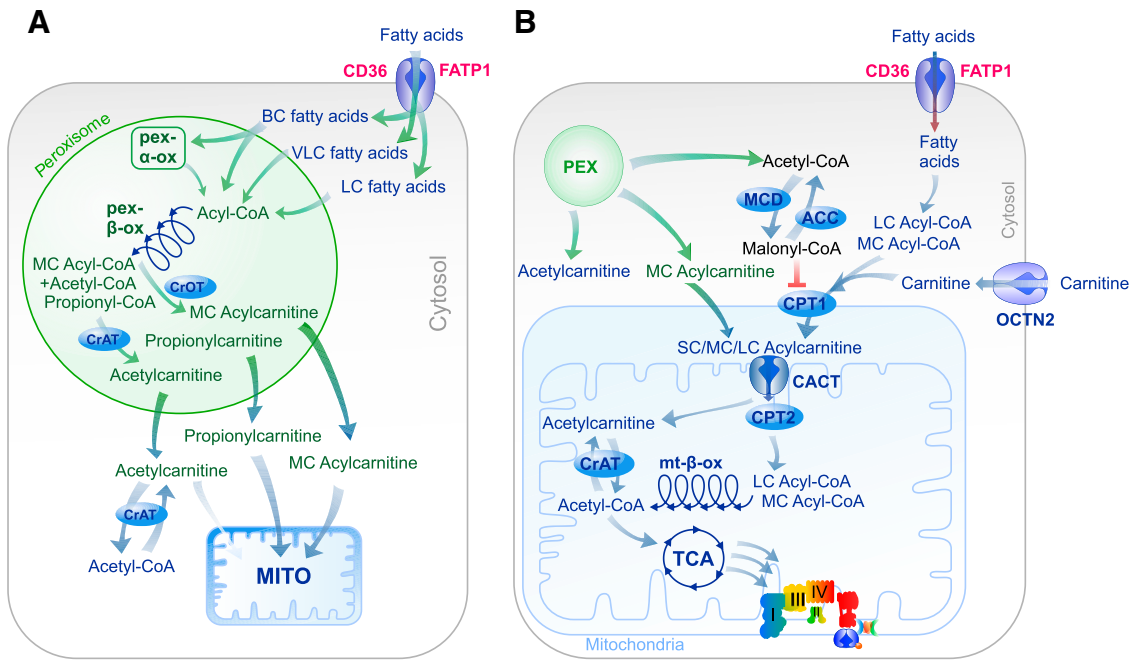 A
Fatty acids
CD36
FATP1
Peroxisome
BC fatty acids
pex-
α-ox
VLC fatty acids
LC fatty acids
Acyl-CoA
pex-
β-ox
MC Acyl-CoA
+Acetyl-CoA
Propionyl-CoA
CrOT
MC Acylcarnitine
CrAT
Propionylcarnitine
Acetylcarnitine
Cytosol
Propionylcarnitine
MC Acylcarnitine
Acetylcarnitine
CrAT
Acetyl-CoA
MITO
B
Fatty acids
CD36
FATP1
PEX
Acetyl-CoA
Fatty
acids
MCD
ACC
Cytosol
LC Acyl-CoA
MC Acyl-CoA
Malonyl-CoA
Acetylcarnitine
MC Acylcarnitine
Carnitine
Carnitine
CPT1
OCTN2
SC/MC/LC Acylcarnitine
CACT
CPT2
Acetylcarnitine
CrAT
mt-β-ox
LC Acyl-CoA
MC Acyl-CoA
Acetyl-CoA
TCA
I
III
IV
II
Mitochondria